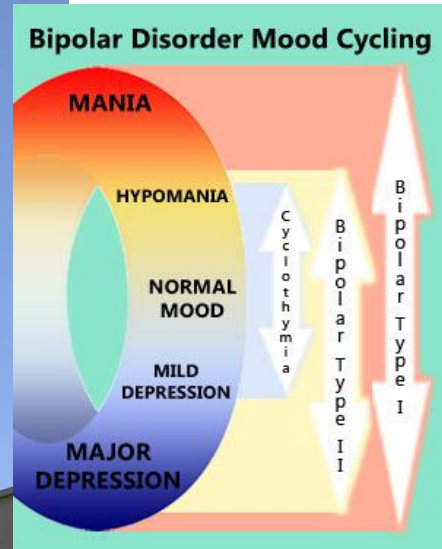 Bipolar Disorder Mood Cycling
MANIA
HYPOMANIA
NORMAL
MOOD
MILD
DEPRESSION
MAJOR
DEPRESSION
Cyclothymia
Bipolar Type II
Bipolar Type I